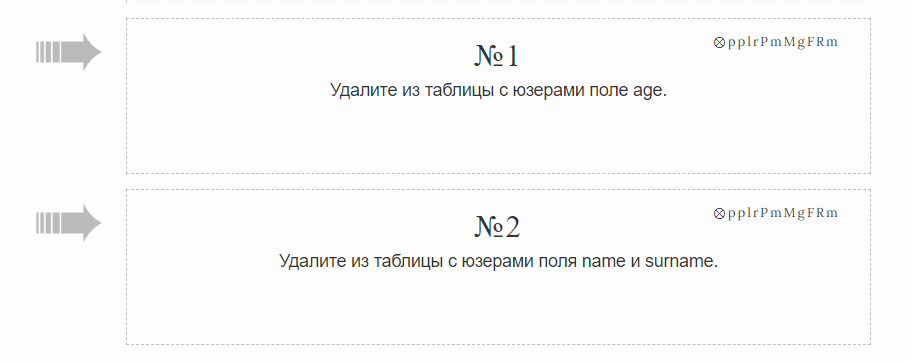 ⊗pplrPmMgFRm
№1
Удалите из таблицы с юзерами поле age.
⊗pplrPmMgFRm
№2
Удалите из таблицы с юзерами поля name и surname.